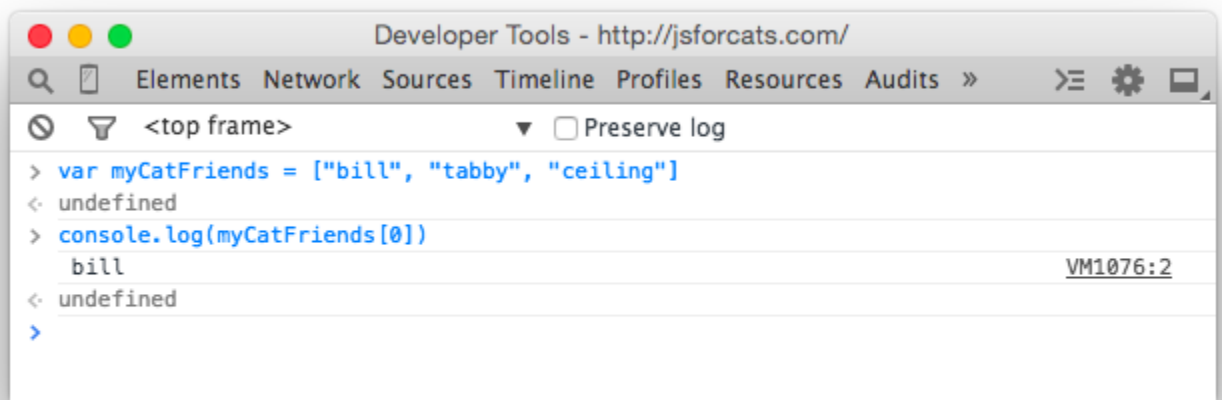 Developer Tools - http://jsforcats.com/
Elements Network Sources Timeline Profiles Resources Audits »
<top frame> ▼ Preserve log
> var myCatFriends = ["bill", "tabby", "ceiling"]
<· undefined
> console.log(myCatFriends[0])
bill VM1076:2
<· undefined
>